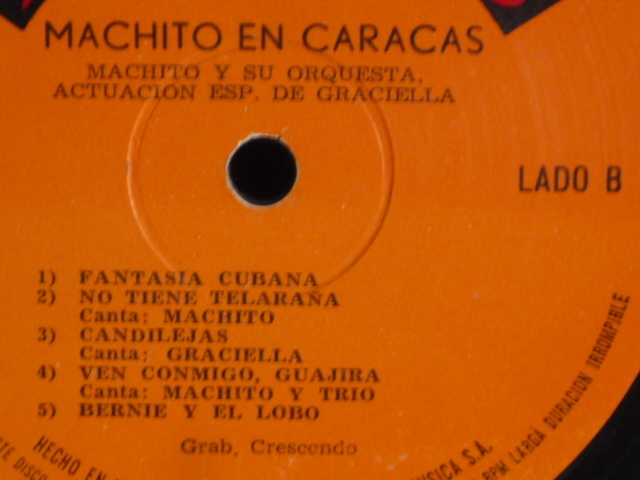 MACHITO EN CARACAS
MACHITO Y SU ORQUESTA,
ACTUACION ESP. DE GRACIELLA
LADO B
1) FANTASIA CUBANA
2) NO TIENE TELARAÑA
Canta: MACHITO
3) CANDILEJAS
Canta: GRACIELLA
4) VEN CONMIGO, GUAJIRA
Canta: MACHITO Y TRIO
5) BERNIE Y EL LOBO
Grab, Crescendo
HECHO EN
DISCO
S.A.
RPM LARGA DURACION IRROMPIBLE